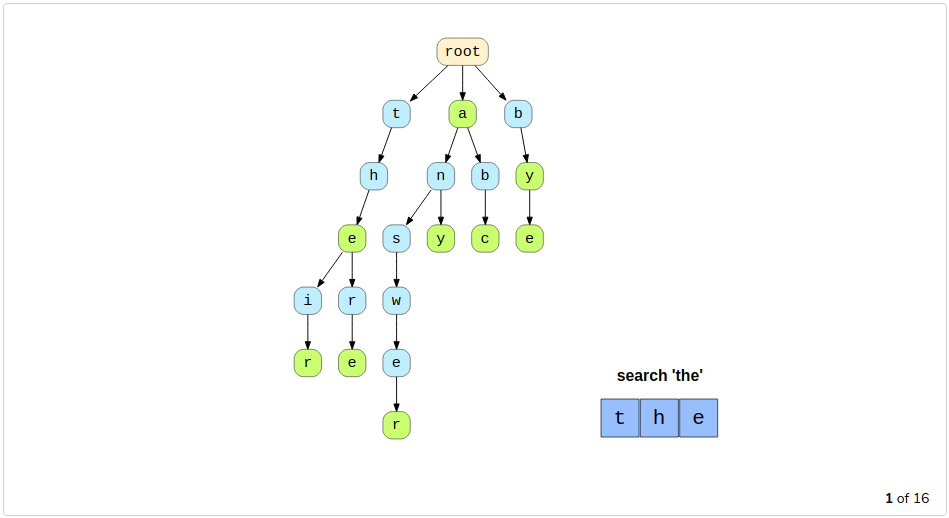 root
t a b
h n b y
e s y c e
i r w
r e e
search 'the'
r
t h e
1 of 16